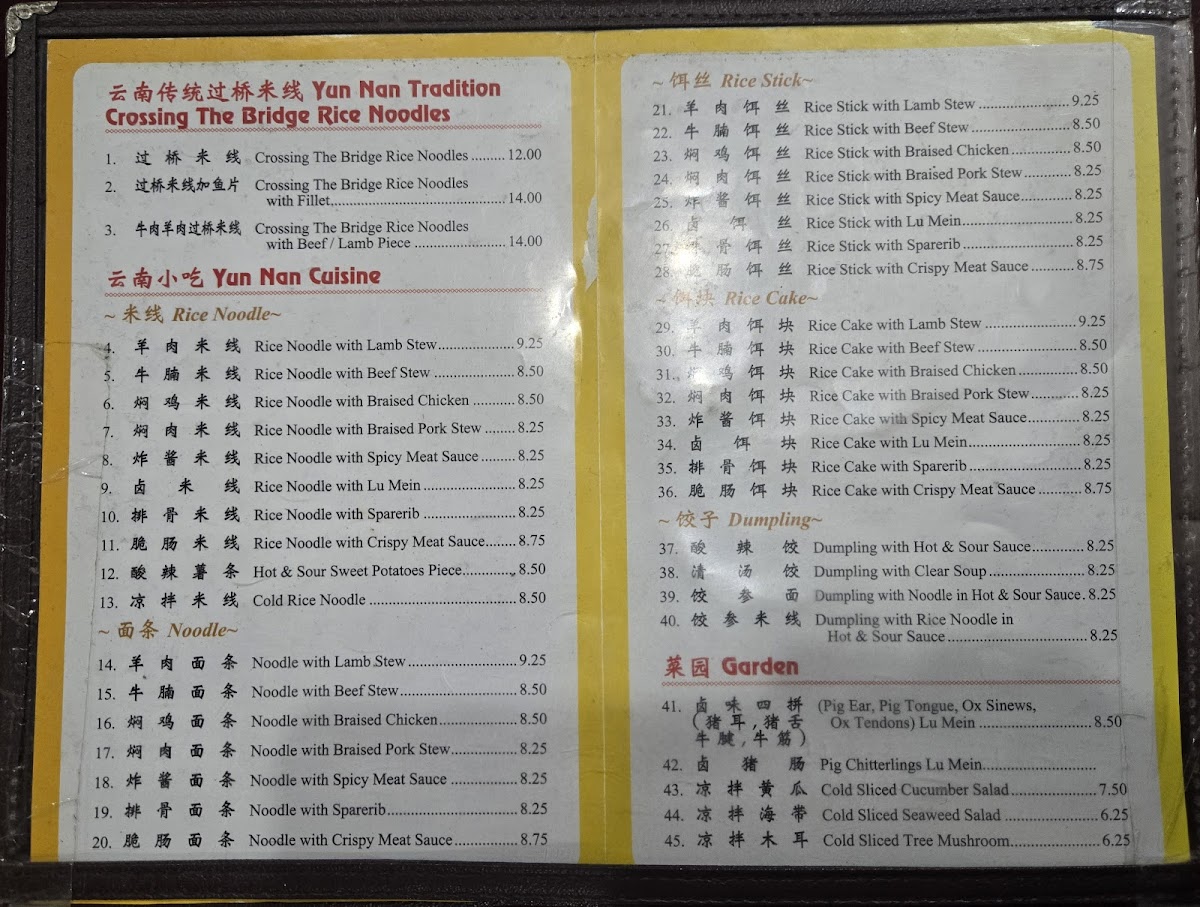 云南传统过桥米线 Yun Nan Tradition
Crossing The Bridge Rice Noodles
1. 过桥米线 Crossing The Bridge Rice Noodles ......... 12.00
2. 过桥米线加鱼片 Crossing The Bridge Rice Noodles
with Fillet.......................................... 14.00
3. 牛肉羊肉过桥米线 Crossing The Bridge Rice Noodles
with Beef / Lamb Piece ...................... 14.00
云南小吃 Yun Nan Cuisine
~ 米线 Rice Noodle~
4. 羊肉米线 Rice Noodle with Lamb Stew.................... 9.25
5. 牛腩米线 Rice Noodle with Beef Stew .................... 8.50
6. 焖鸡米线 Rice Noodle with Braised Chicken .......... 8.50
7. 焖肉米线 Rice Noodle with Braised Pork Stew ........ 8.25
8. 炸酱米线 Rice Noodle with Spicy Meat Sauce ......... 8.25
9. 卤米线 Rice Noodle with Lu Mein ....................... 8.25
10. 排骨米线 Rice Noodle with Sparerib ....................... 8.25
11. 脆肠米线 Rice Noodle with Crispy Meat Sauce....... 8.75
12. 酸辣薯条 Hot & Sour Sweet Potatoes Piece............. 8.50
13. 凉拌米线 Cold Rice Noodle .................................... 8.50
~ 面条 Noodle~
14. 羊肉面条 Noodle with Lamb Stew........................... 9.25
15. 牛腩面条 Noodle with Beef Stew............................. 8.50
16. 焖鸡面条 Noodle with Braised Chicken................... 8.50
17. 焖肉面条 Noodle with Braised Pork Stew................ 8.25
18. 炸酱面条 Noodle with Spicy Meat Sauce ................ 8.25
19. 排骨面条 Noodle with Sparerib................................ 8.25
20. 脆肠面条 Noodle with Crispy Meat Sauce................ 8.75
~ 饵丝 Rice Stick~
21. 羊肉饵丝 Rice Stick with Lamb Stew ...................... 9.25
22. 牛腩饵丝 Rice Stick with Beef Stew ........................ 8.50
23. 焖鸡饵丝 Rice Stick with Braised Chicken .............. 8.50
24. 焖肉饵丝 Rice Stick with Braised Pork Stew............ 8.25
25. 炸酱饵丝 Rice Stick with Spicy Meat Sauce............. 8.25
26. 卤饵丝 Rice Stick with Lu Mein ........................... 8.25
27. 排骨饵丝 Rice Stick with Sparerib ........................... 8.25
28. 脆肠饵丝 Rice Stick with Crispy Meat Sauce ........... 8.75
~ 饵块 Rice Cake~
29. 羊肉饵块 Rice Cake with Lamb Stew ...................... 9.25
30. 牛腩饵块 Rice Cake with Beef Stew ........................ 8.50
31. 焖鸡饵块 Rice Cake with Braised Chicken .............. 8.50
32. 焖肉饵块 Rice Cake with Braised Pork Stew............ 8.25
33. 炸酱饵块 Rice Cake with Spicy Meat Sauce............. 8.25
34. 卤饵块 Rice Cake with Lu Mein........................... 8.25
35. 排骨饵块 Rice Cake with Sparerib ........................... 8.25
36. 脆肠饵块 Rice Cake with Crispy Meat Sauce ........... 8.75
~ 饺子 Dumpling~
37. 酸辣饺 Dumpling with Hot & Sour Sauce............. 8.25
38. 清汤饺 Dumpling with Clear Soup ....................... 8.25
39. 饺参面 Dumpling with Noodle in Hot & Sour Sauce. 8.25
40. 饺参米线 Dumpling with Rice Noodle in
Hot & Sour Sauce .................................. 8.25
菜园 Garden
41. 卤味四拼 (Pig Ear, Pig Tongue, Ox Sinews,
(猪耳,猪舌 Ox Tendons) Lu Mein ............................ 8.50
牛腱,牛筋)
42. 卤猪肠 Pig Chitterlings Lu Mein...........................
43. 凉拌黄瓜 Cold Sliced Cucumber Salad..................... 7.50
44. 凉拌海带 Cold Sliced Seaweed Salad ....................... 6.25
45. 凉拌木耳 Cold Sliced Tree Mushroom...................... 6.25